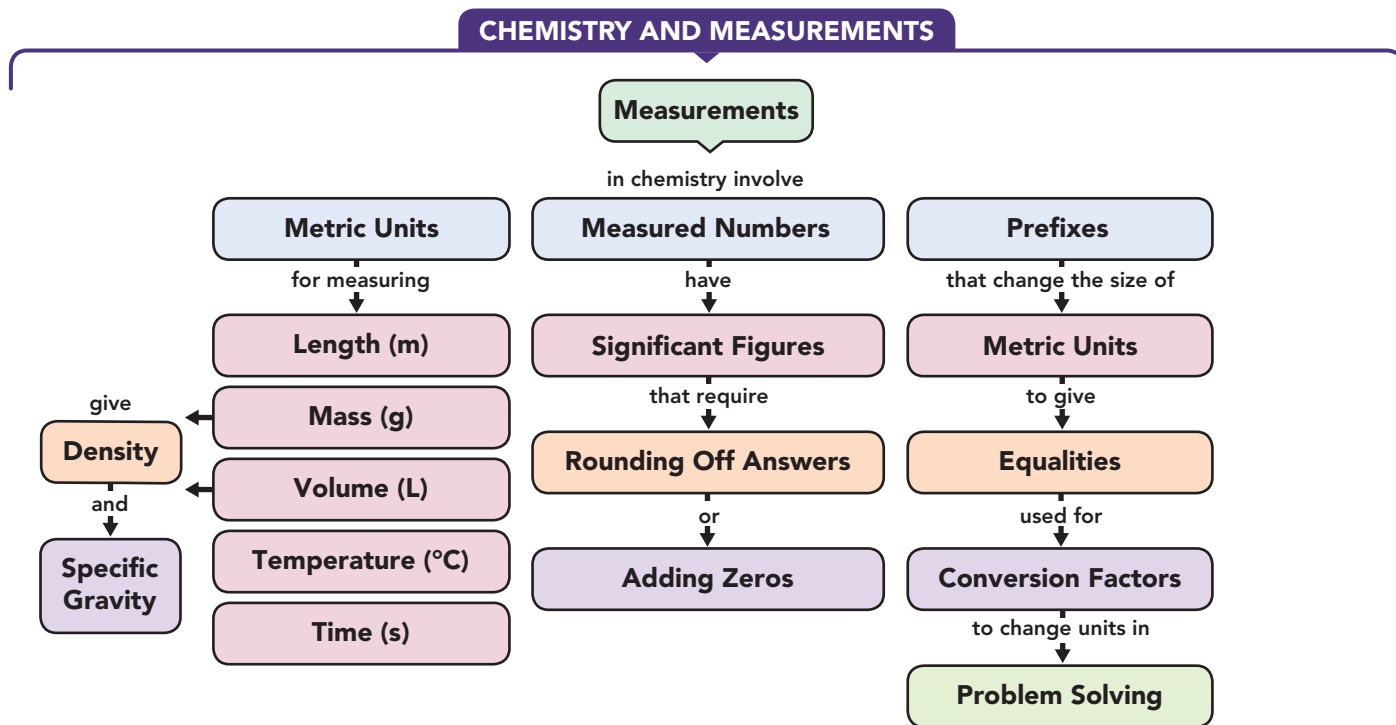 CHEMISTRY AND MEASUREMENTS
Measurements
in chemistry involve
Metric Units
for measuring
Length (m)
Mass (g)
Volume (L)
Temperature (°C)
Time (s)
give
Density
and
Specific
Gravity
Measured Numbers
have
Significant Figures
that require
Rounding Off Answers
or
Adding Zeros
Prefixes
that change the size of
Metric Units
to give
Equalities
used for
Conversion Factors
to change units in
Problem Solving